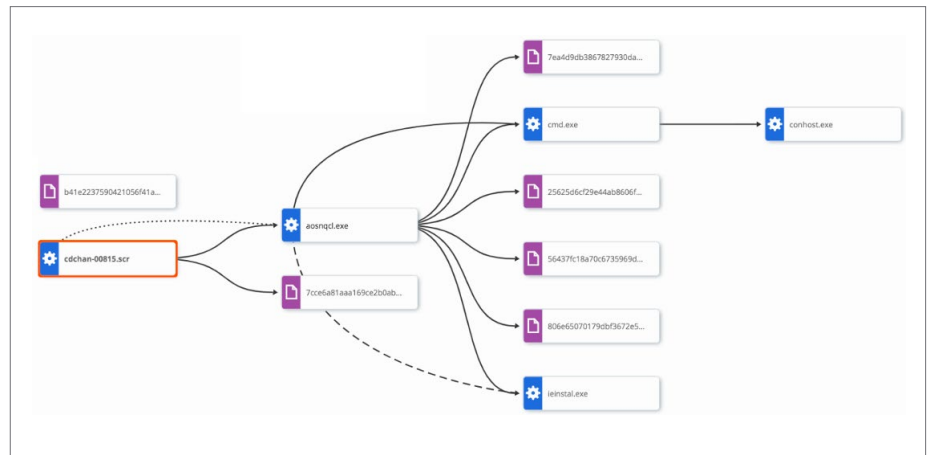 7ea4d9db3867827930da...
cmd.exe
conhost.exe
b41e2237590421056f41a...
25625d6cf29e44ab8606f...
aosnqcl.exe
cdchan-00815.scr
56437fc18a70c6735969d...
7cce6a81aaa169ce2b0ab...
806e65070179dbf3672e5...
ieinstal.exe